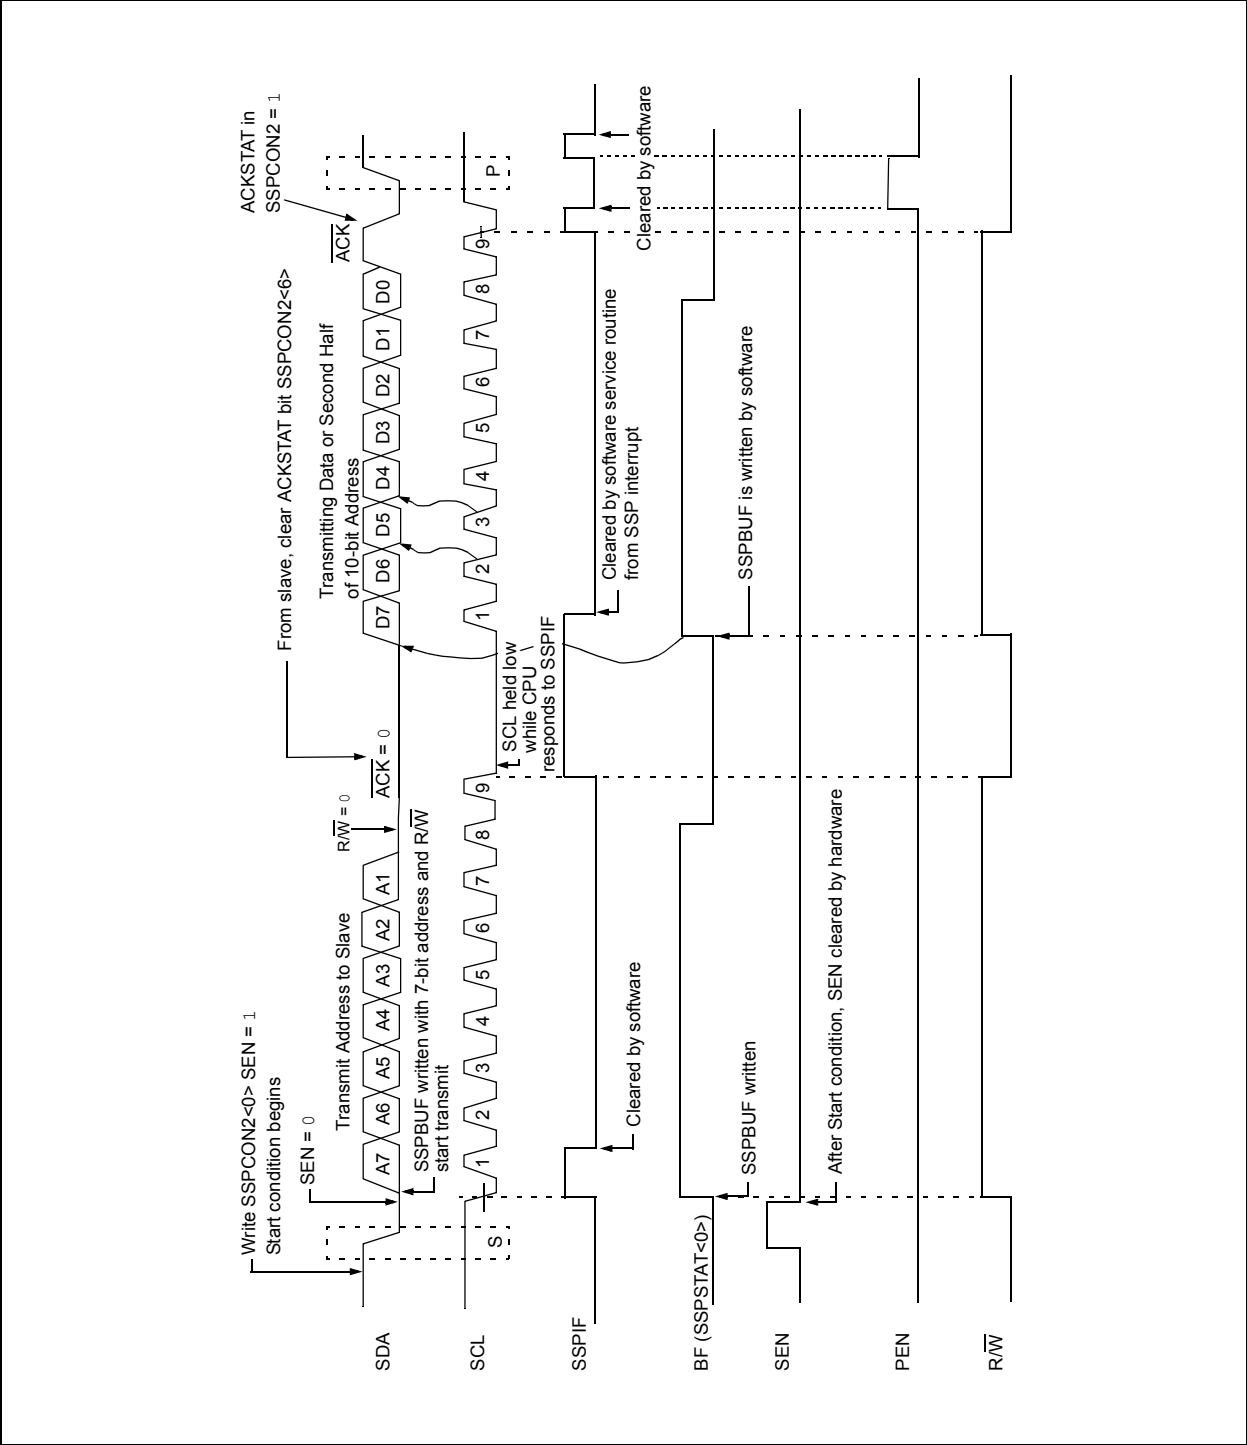 Write SSPCON2<0> SEN = 1
Start condition begins
SEN = 0
From slave, clear ACKSTAT bit SSPCON2<6>
ACKSTAT in
SSPCON2 = 1
Transmit Address to Slave
R/W = 0
ACK = 0
Transmitting Data or Second Half
of 10-bit Address
ACK
SDA
A7 A6 A5 A4 A3 A2 A1
D7 D6 D5 D4 D3 D2 D1 D0
SSPBUF written with 7-bit address and R/W
start transmit
SCL
S
1 2 3 4 5 6 7 8 9
1 2 3 4 5 6 7 8 9
P
SCL held low
while CPU
responds to SSPIF
SSPIF
Cleared by software
Cleared by software service routine
from SSP interrupt
Cleared by software
BF (SSPSTAT<0>)
SSPBUF written
SSPBUF is written by software
SEN
After Start condition, SEN cleared by hardware
PEN
R/W